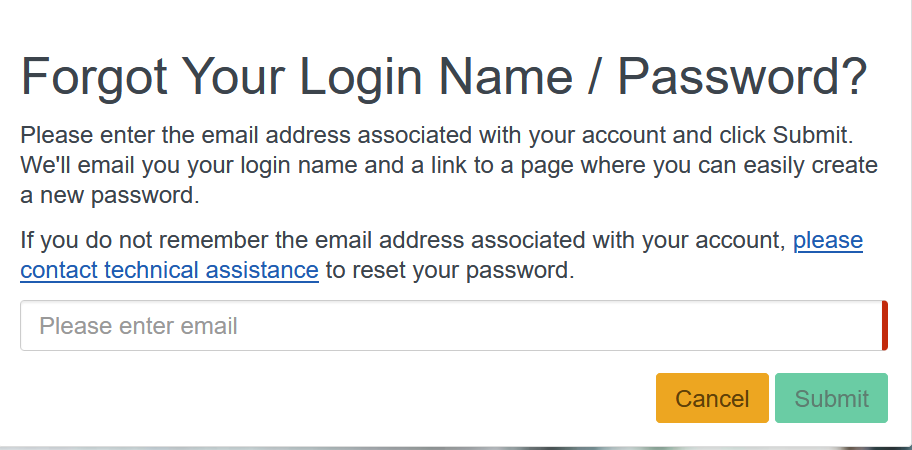 Forgot Your Login Name / Password?
Please enter the email address associated with your account and click Submit.
We'll email you your login name and a link to a page where you can easily create
a new password.
If you do not remember the email address associated with your account, please
contact technical assistance to reset your password.
Please enter email
Cancel Submit